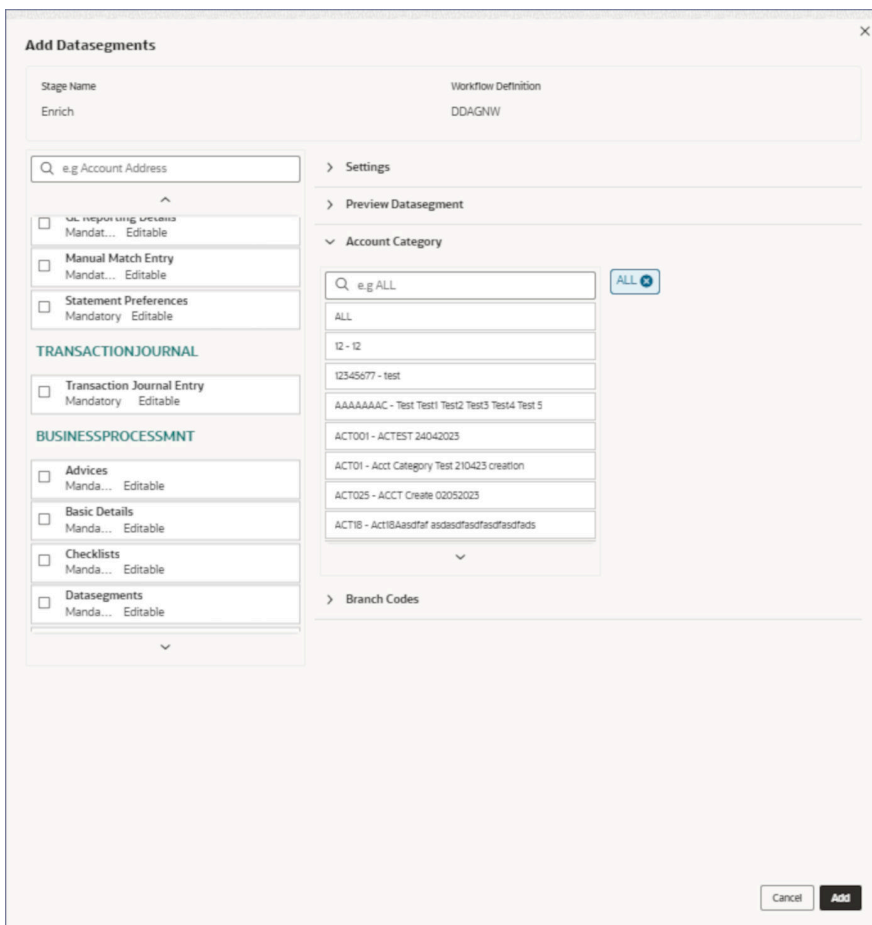 Add Datasegments
Stage Name
Workflow Definition
Enrich
DDAGNW
e.g Account Address
GL Reporting Details
Mandat... Editable
Manual Match Entry
Mandat... Editable
Statement Preferences
Mandatory Editable
TRANSACTIONJOURNAL
Transaction Journal Entry
Mandatory Editable
BUSINESSPROCESSMNT
Advices
Manda... Editable
Basic Details
Manda... Editable
Checklists
Manda... Editable
Datasegments
Manda... Editable
Settings
Preview Datasegment
Account Category
e.g ALL
ALL
ALL
12 - 12
12345677 - test
AAAAAAAC - Test Test1 Test2 Test3 Test4 Test 5
ACT001 - ACTEST 24042023
ACT01 - Acct Category Test 210423 creation
ACT025 - ACCT Create 02052023
ACT18 - Act18Aasdfaf asdasdfasdfasdfasdfads
Branch Codes
Cancel
Add